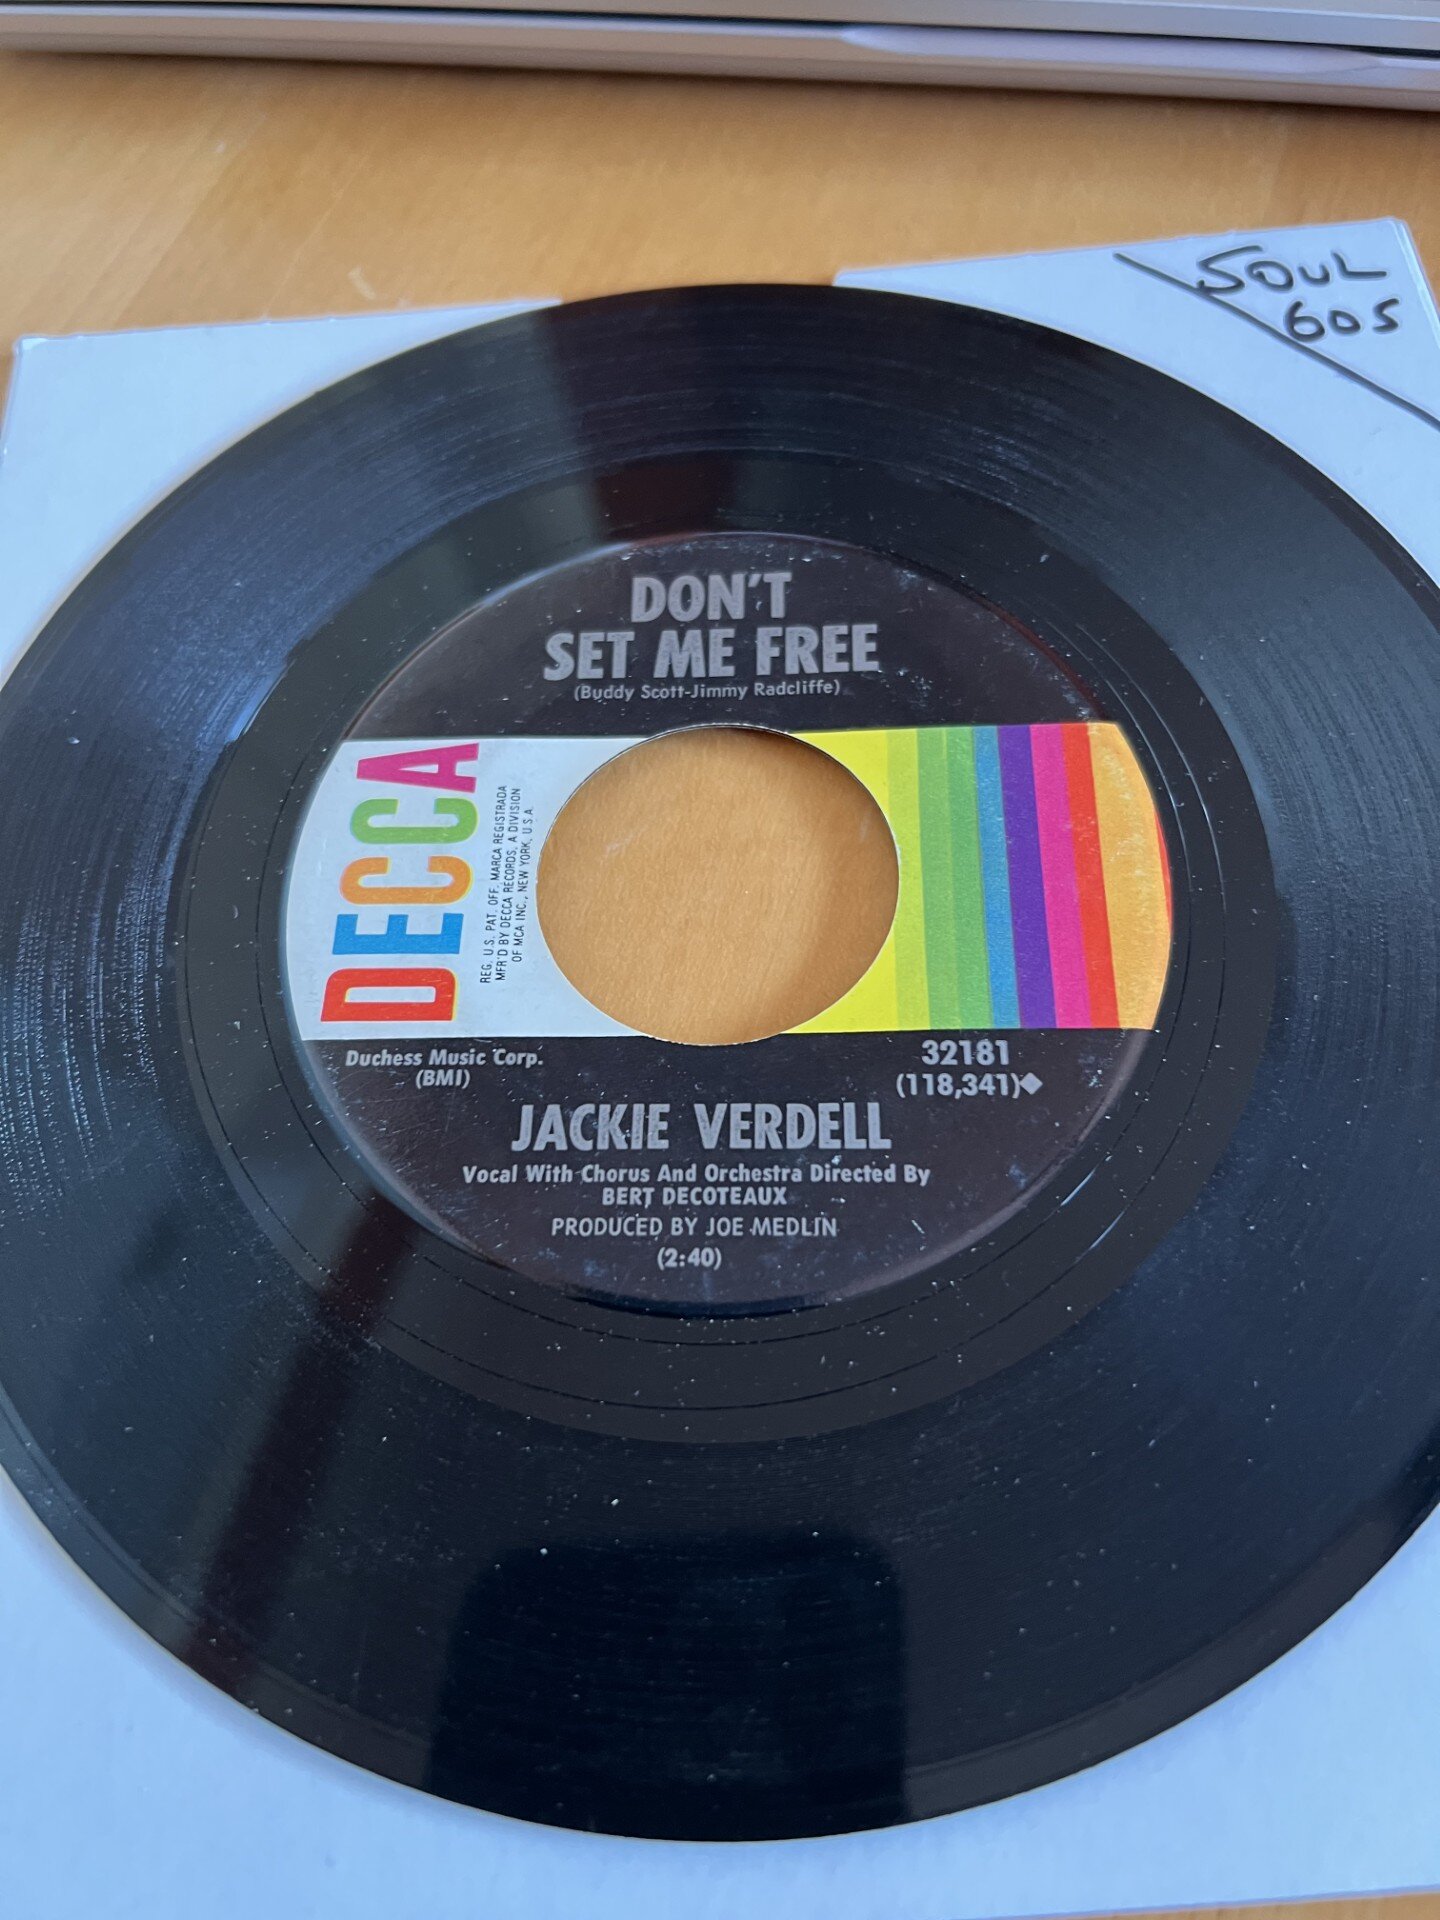 SOUL
60S
DON'T
SET ME FREE
(Buddy Scott-Jimmy Radcliffe)
DECCA
REG. U.S. PAT. OFF. MARCA REGISTRADA
MFR'D BY DECCA RECORDS, A DIVISION
OF MCA INC., NEW YORK, U.S.A.
Duchess Music Corp.
(BMI)
32181
(118,341)◆
JACKIE VERDELL
Vocal With Chorus And Orchestra Directed By
BERT DECOTEAUX
PRODUCED BY JOE MEDLIN
(2:40)